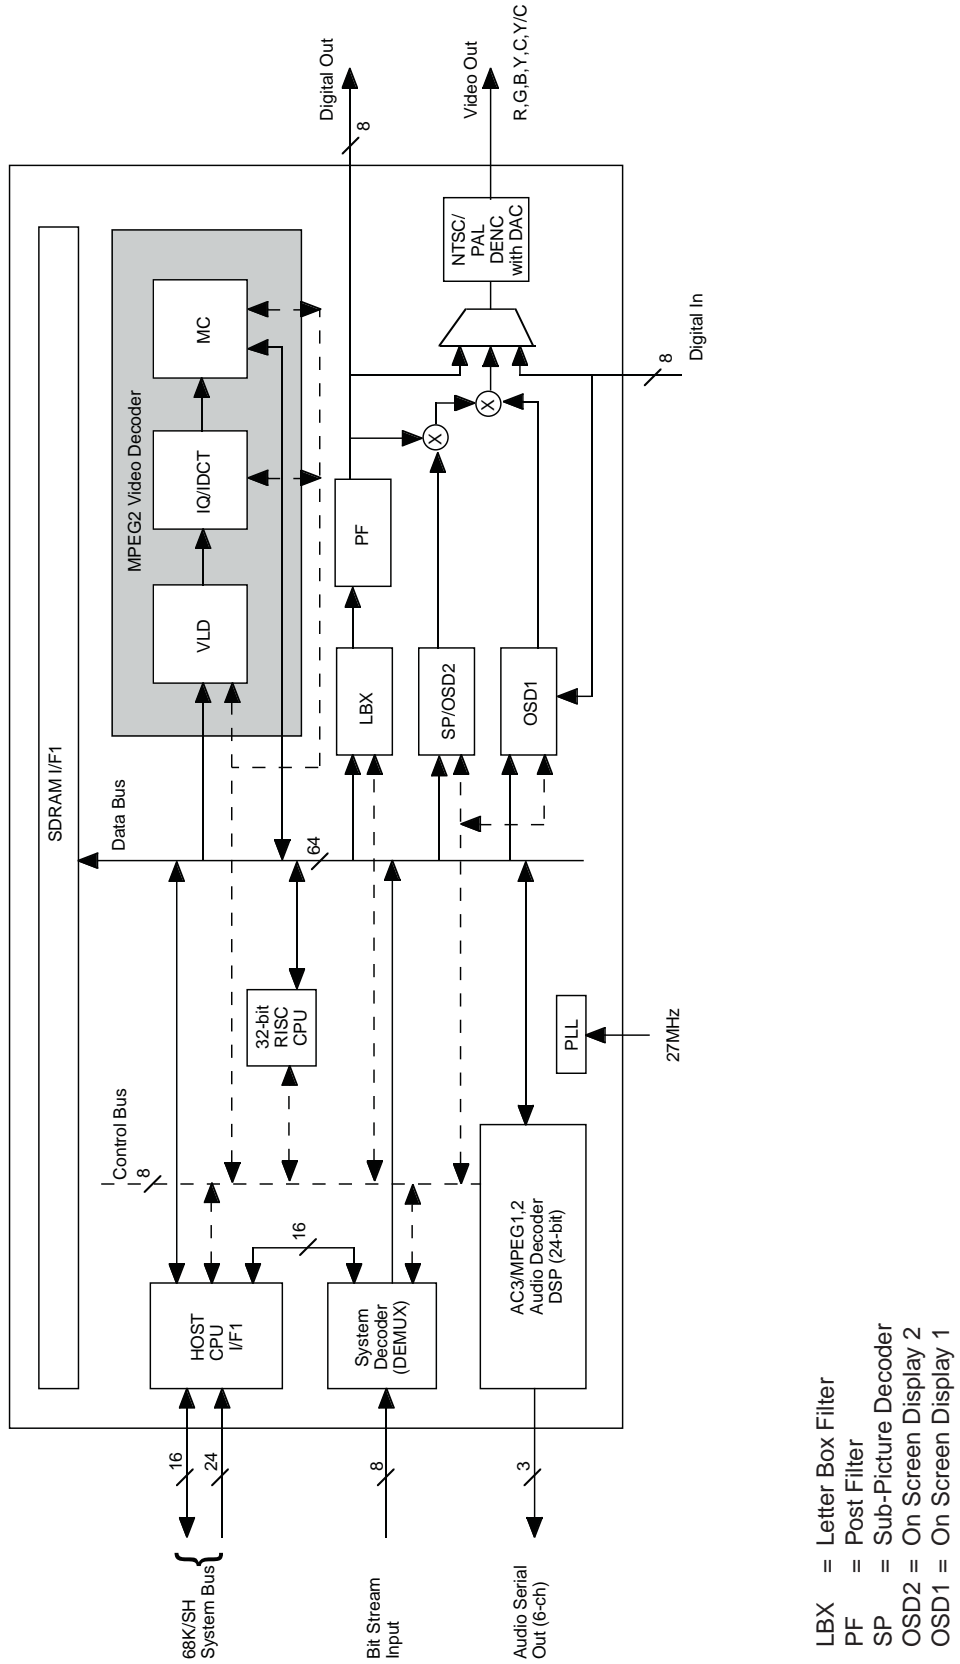 SDRAM I/F1
Data Bus
Control Bus
8
MPEG2 Video Decoder
VLD
IQ/IDCT
MC
68K/SH
System Bus
16
24
HOST
CPU
I/F1
32-bit
RISC
CPU
64
16
Bit Stream
Input
8
System
Decoder
(DEMUX)
LBX
PF
Digital Out
8
SP/OSD2
OSD1
X
X
NTSC/
PAL
DENC
with DAC
Video Out
R,G,B,Y,C,Y/C
Audio Serial
Out (6-ch)
3
AC3/MPEG1,2
Audio Decoder
DSP (24-bit)
PLL
27MHz
8
Digital In
LBX = Letter Box Filter
PF = Post Filter
SP = Sub-Picture Decoder
OSD2 = On Screen Display 2
OSD1 = On Screen Display 1